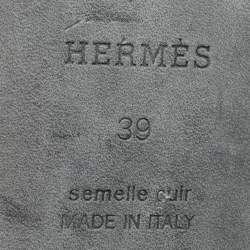 HERMÈS
39
semelle cuir
MADE IN ITALY